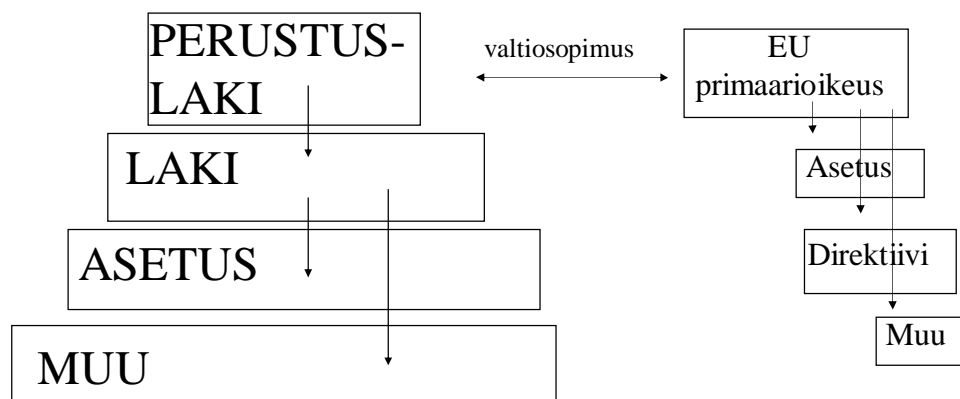 PERUSTUS-
LAKI
valtiosopimus
EU
primaarioikeus
LAKI
Asetus
ASETUS
Direktiivi
MUU
Muu